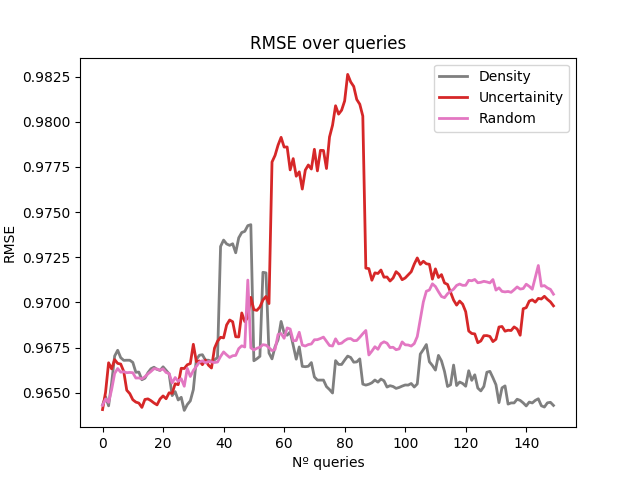 RMSE over queries
Density
Uncertainity
Random
RMSE
0.9825
0.9800
0.9775
0.9750
0.9725
0.9700
0.9675
0.9650
0 20 40 60 80 100 120 140
Nº queries